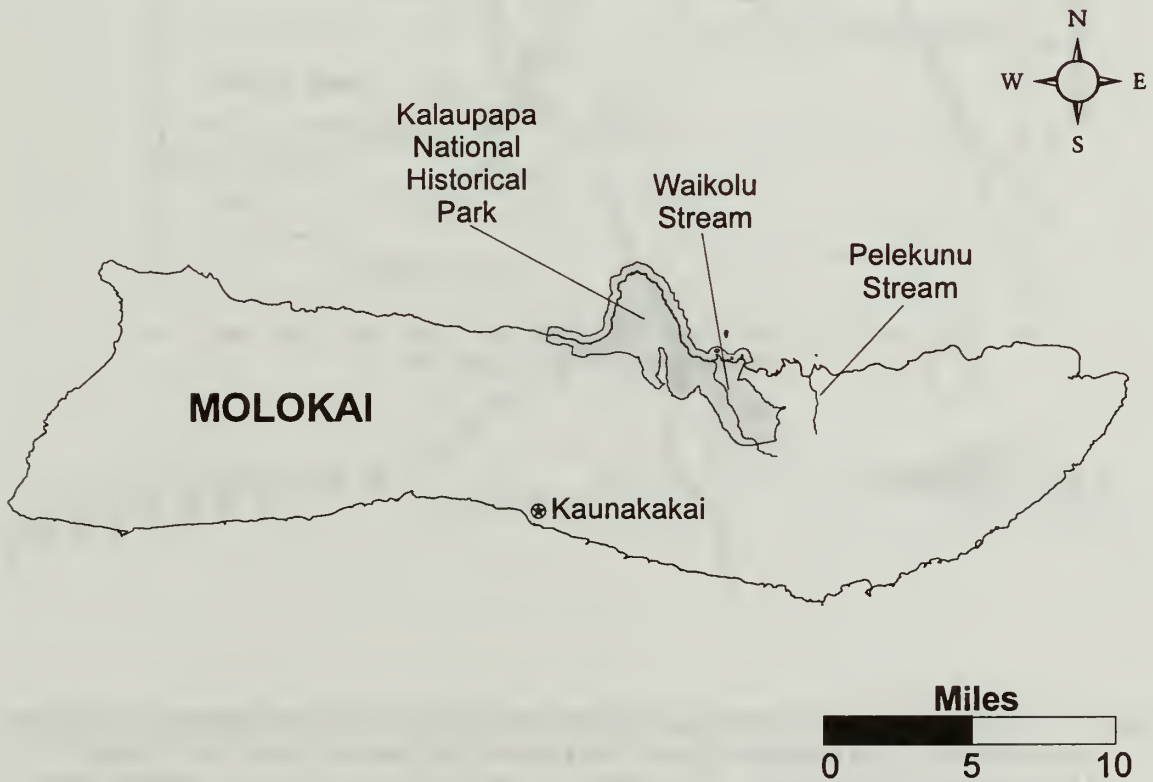 N
W
E
S
Kalaupapa
National
Historical
Park
Waikolu
Stream
Pelekunu
Stream
MOLOKAI
Kaunakakai
Miles
0 5 10